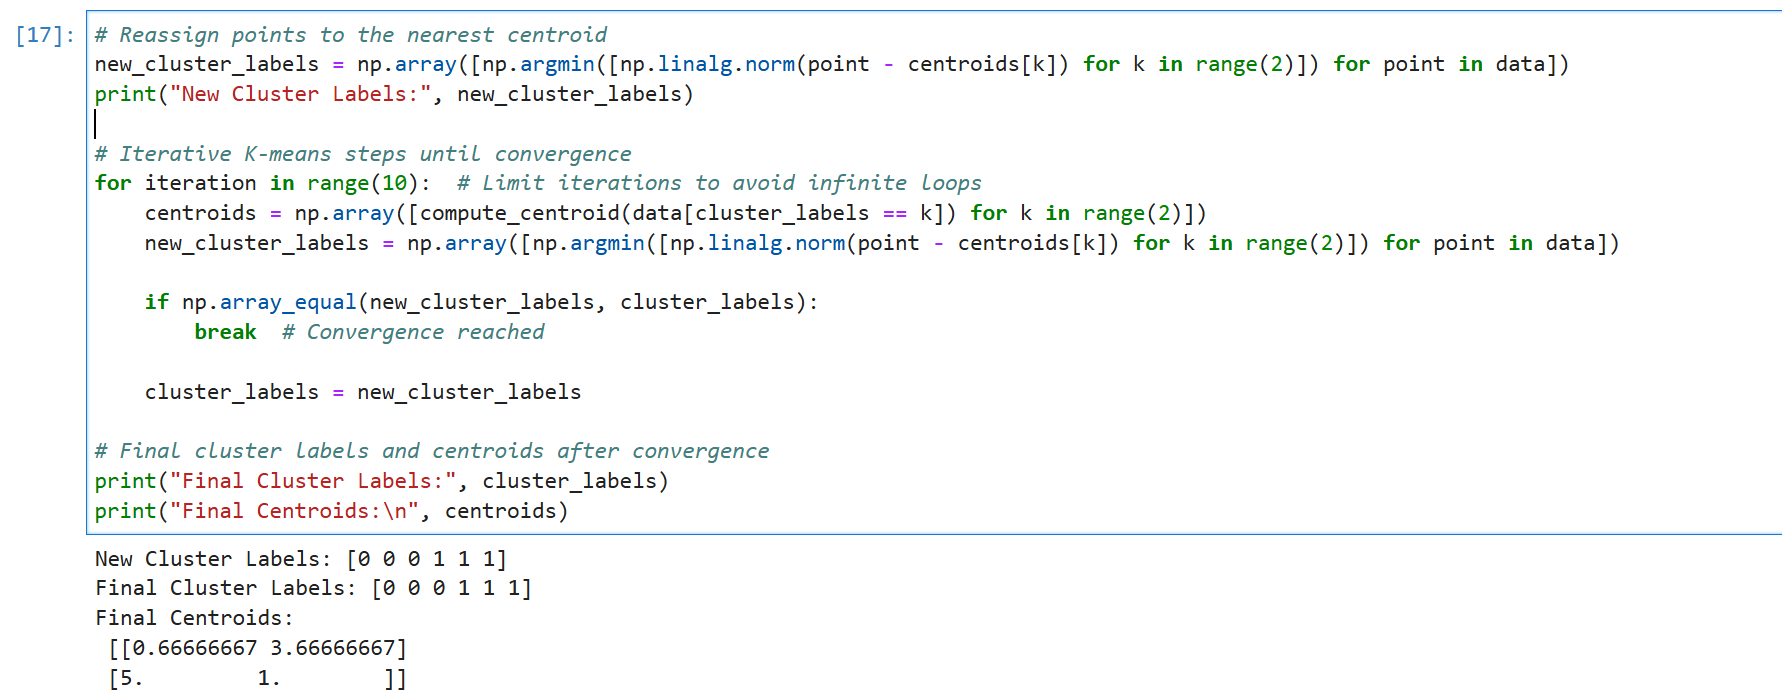 [17]: # Reassign points to the nearest centroid
new_cluster_labels = np.array([np.argmin([np.linalg.norm(point - centroids[k]) for k in range(2)]) for point in data])
print("New Cluster Labels:", new_cluster_labels)

# Iterative K-means steps until convergence
for iteration in range(10):  # Limit iterations to avoid infinite loops
    centroids = np.array([compute_centroid(data[cluster_labels == k]) for k in range(2)])
    new_cluster_labels = np.array([np.argmin([np.linalg.norm(point - centroids[k]) for k in range(2)]) for point in data])

    if np.array_equal(new_cluster_labels, cluster_labels):
        break  # Convergence reached

    cluster_labels = new_cluster_labels

# Final cluster labels and centroids after convergence
print("Final Cluster Labels:", cluster_labels)
print("Final Centroids:\n", centroids)
New Cluster Labels: [0 0 0 1 1 1]
Final Cluster Labels: [0 0 0 1 1 1]
Final Centroids:
 [[0.66666667 3.66666667]
 [5.         1.        ]]